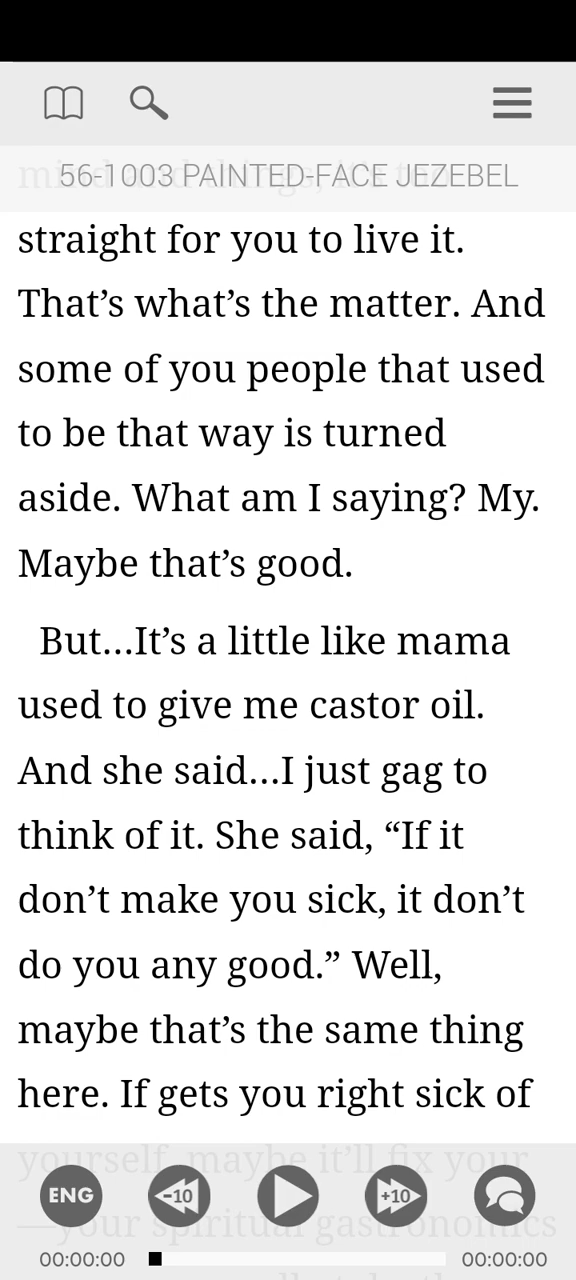 56-1003 PAINTED-FACE JEZEBEL
straight for you to live it.
That’s what’s the matter. And
some of you people that used
to be that way is turned
aside. What am I saying? My.
Maybe that’s good.
But…It’s a little like mama
used to give me castor oil.
And she said…I just gag to
think of it. She said, “If it
don’t make you sick, it don’t
do you any good.” Well,
maybe that’s the same thing
here. If gets you right sick of
yourself, maybe it’ll fix your
—your spiritual gastronomics
ENG
-10
+10
00:00:00
00:00:00